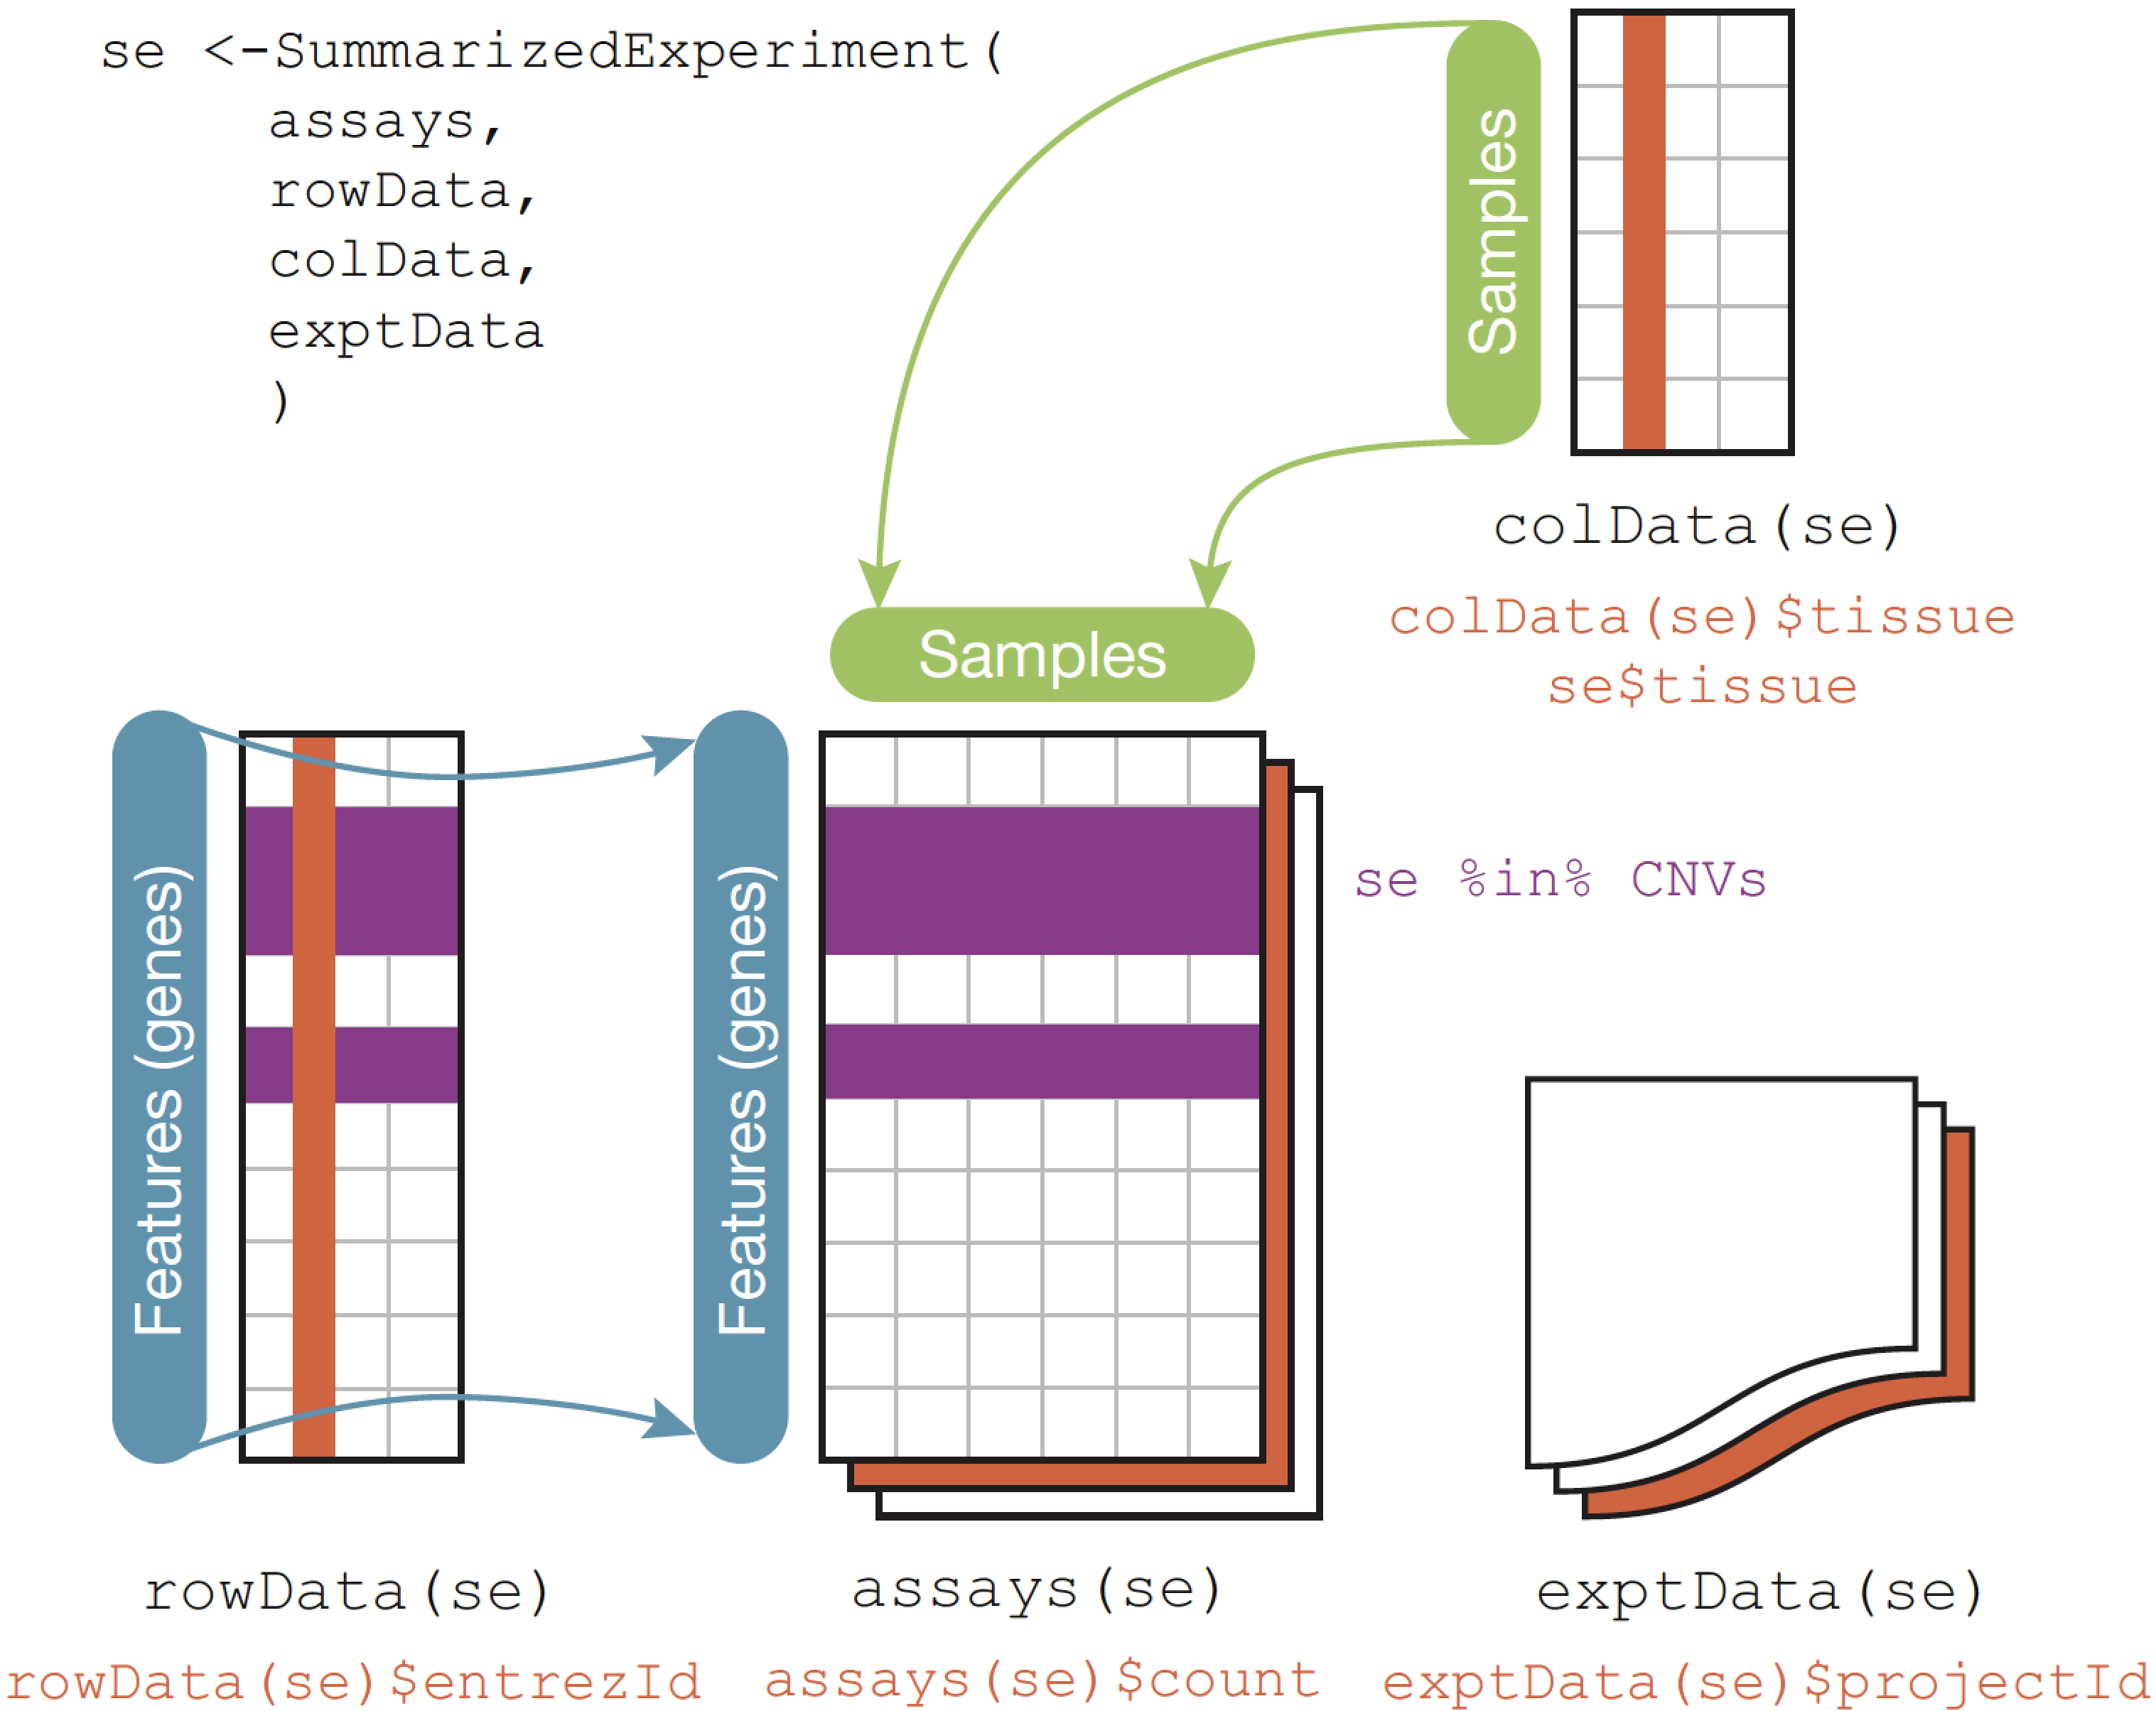 se <-SummarizedExperiment(
assays,
rowData,
colData,
exptData
)
Samples
colData(se)
colData(se)$tissue
se$tissue
Samples
Features (genes)
Features (genes)
se %in% CNVs
rowData(se)
rowData(se)$entrezId
assays(se)
assays(se)$count
exptData(se)
exptData(se)$projectId